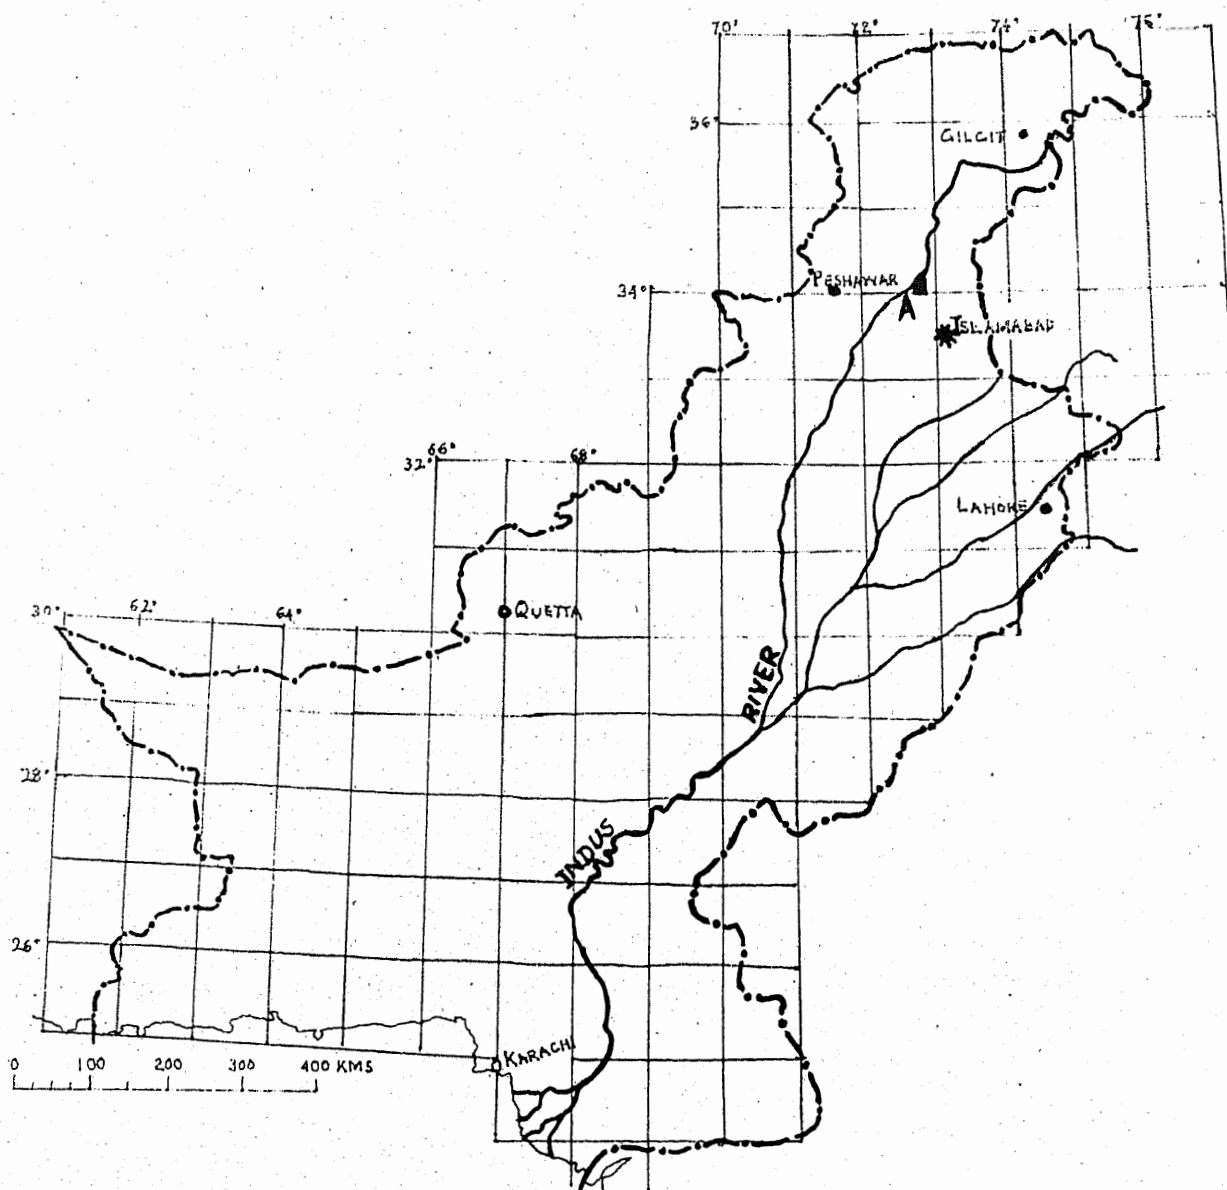 70°
72°
74°
75°
36°
GILGIT
PESHAWAR
34°
A
ISLAMABAD
32°
66°
68°
LAHORE
QUETTA
30°
62°
64°
RIVER
28°
INDUS
26°
KARACHI
0 100 200 300 400 KMS